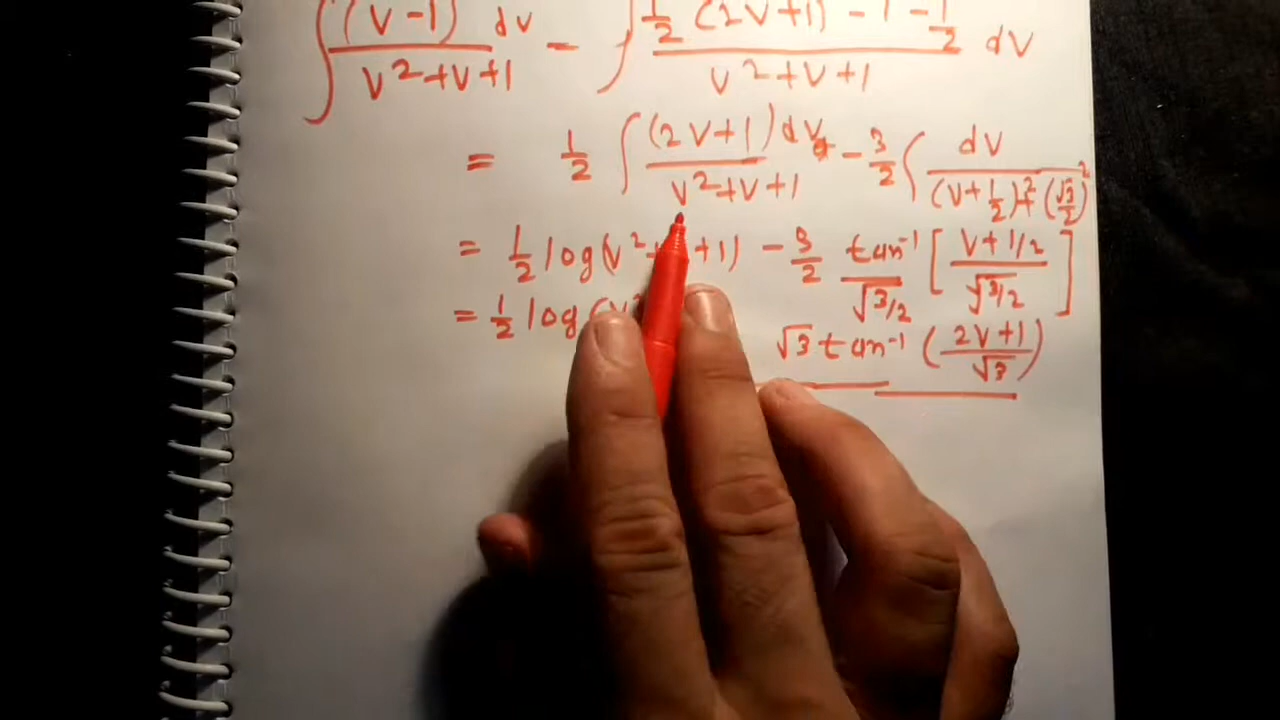 ∫ (v-1) / v²+v+1 dv - ∫ 1/2 (2v+1) - 1 - 1/2 / v²+v+1 dv
= 1/2 ∫ (2v+1) dv / v²+v+1 - 3/2 ∫ dv / (v+1/2)² + (√3/2)²
= 1/2 log(v²+ +1) - 3/2 tan⁻¹ / √3/2 [ v+1/2 / √3/2 ]
= 1/2 log(v² √3 tan⁻¹ ( 2v+1 / √3 )